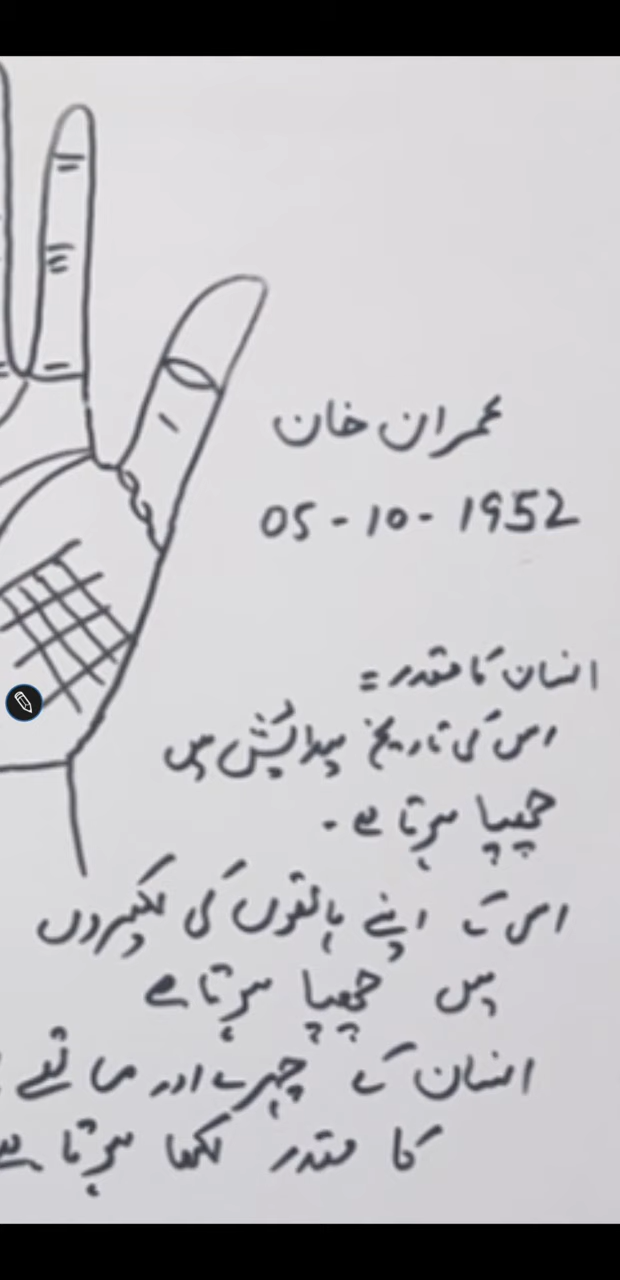 عمران خان
05-10-1952
انسان کا مقدر =
اس کی تاریخ پیدائش میں
چھپا ہوتا ہے -
اس کے اپنے ہاتھوں کی لکیروں
میں چھپا ہوتا ہے
انسان کے چہرے اور ماتھے
کا مقدر لکھا ہوتا ہے